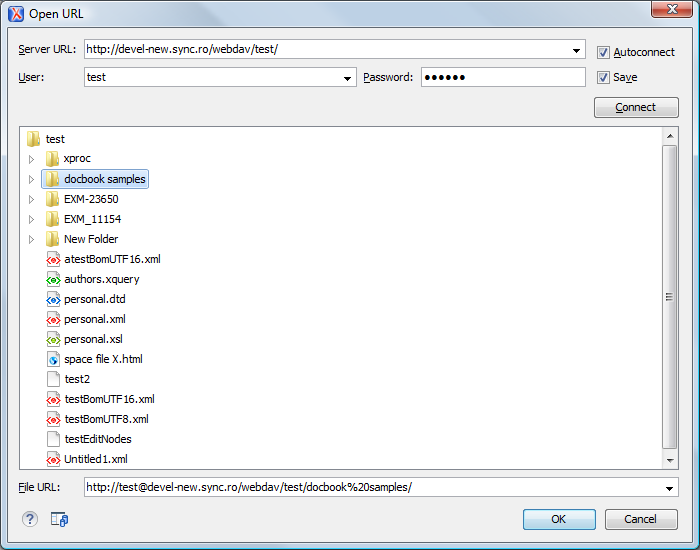 Open URL
Server URL: http://devel-new.sync.ro/webdav/test/ Autoconnect
User: test Password: ●●●●●● Save
Connect
test
xproc
docbook samples
EXM-23650
EXM_11154
New Folder
atestBomUTF16.xml
authors.xquery
personal.dtd
personal.xml
personal.xsl
space file X.html
test2
testBomUTF16.xml
testBomUTF8.xml
testEditNodes
Untitled1.xml
File URL: http://test@devel-new.sync.ro/webdav/test/docbook%20samples/
OK Cancel